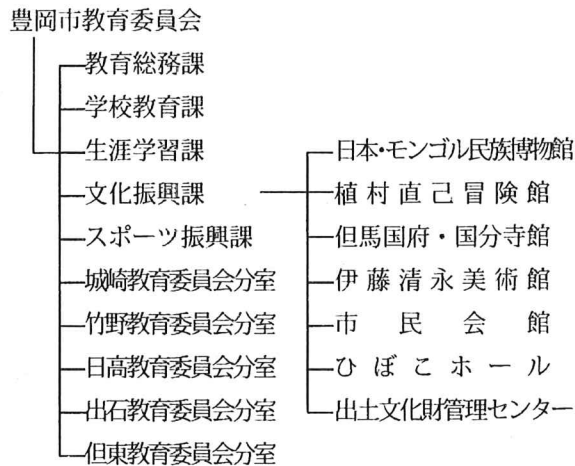 豊岡市教育委員会
教育総務課
学校教育課
生涯学習課
文化振興課
スポーツ振興課
城崎教育委員会分室
竹野教育委員会分室
日高教育委員会分室
出石教育委員会分室
但東教育委員会分室
日本・モンゴル民族博物館
植村直己冒険館
但馬国府・国分寺館
伊藤清永美術館
市民会館
ひぼこホール
出土文化財管理センター